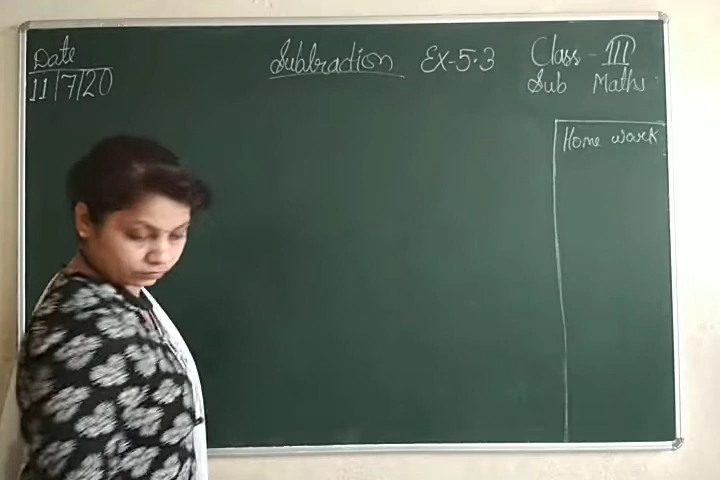 Date
11/7/20
Subtraction Ex-5.3
Class - III
Sub Maths
Home work